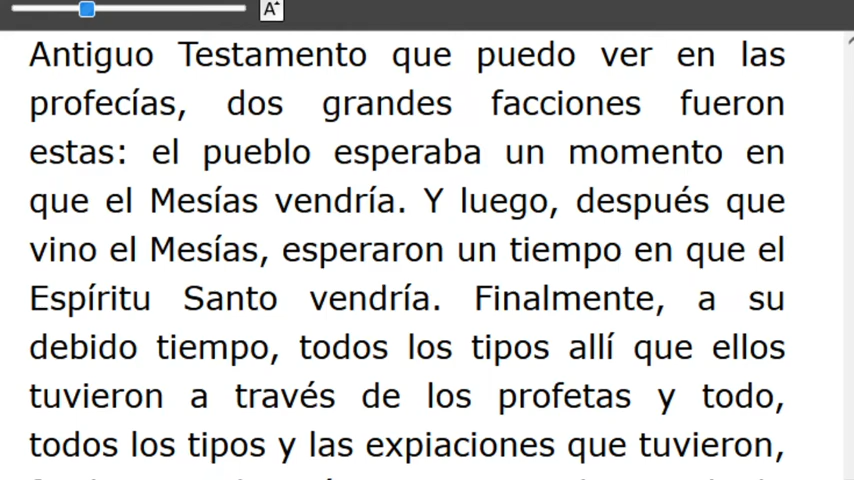 A
Antiguo Testamento que puedo ver en las
profecías, dos grandes facciones fueron
estas: el pueblo esperaba un momento en
que el Mesías vendría. Y luego, después que
vino el Mesías, esperaron un tiempo en que el
Espíritu Santo vendría. Finalmente, a su
debido tiempo, todos los tipos allí que ellos
tuvieron a través de los profetas y todo,
todos los tipos y las expiaciones que tuvieron,